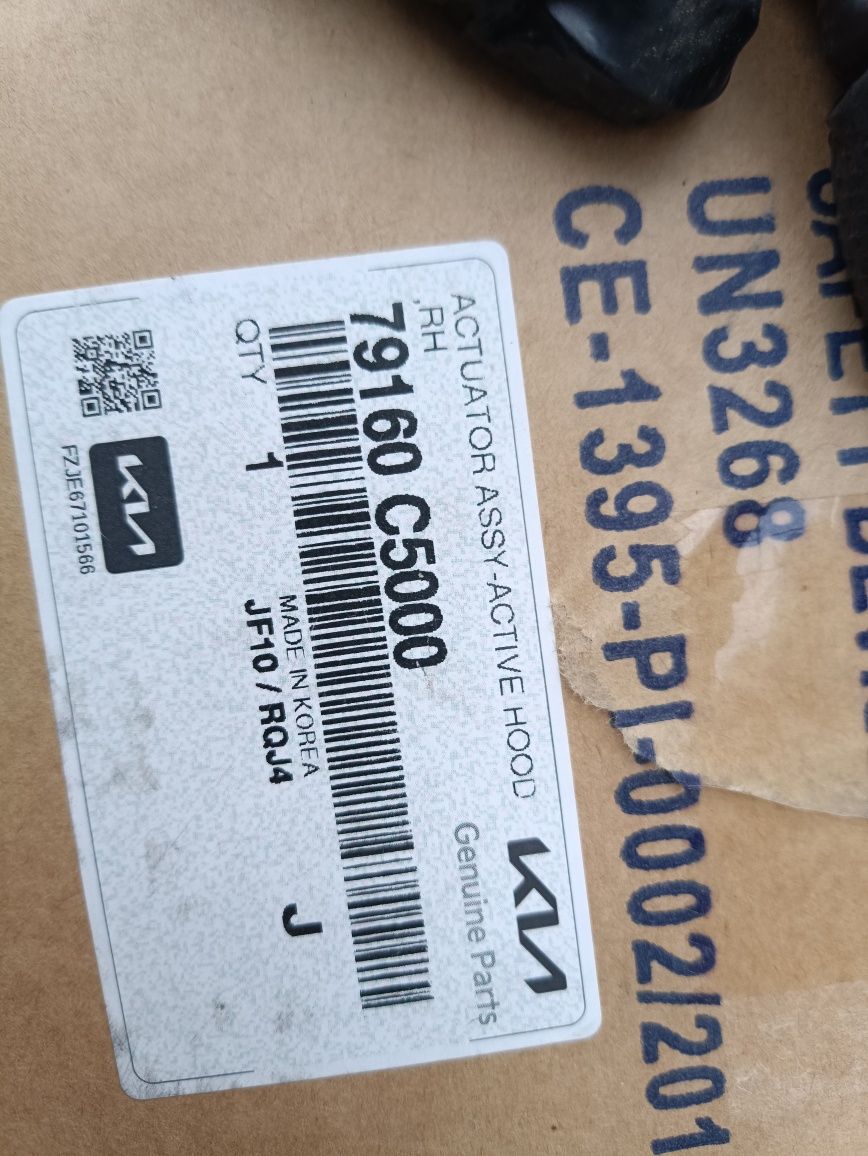 UN3268
CE-1395-PI-0002/201
ACTUATOR ASSY-ACTIVE HOOD
,RH
KIA
Genuine Parts
79160 C5000
QTY 1
MADE IN KOREA
JF10 / RQJ4
J
KIA
FZJE67101566